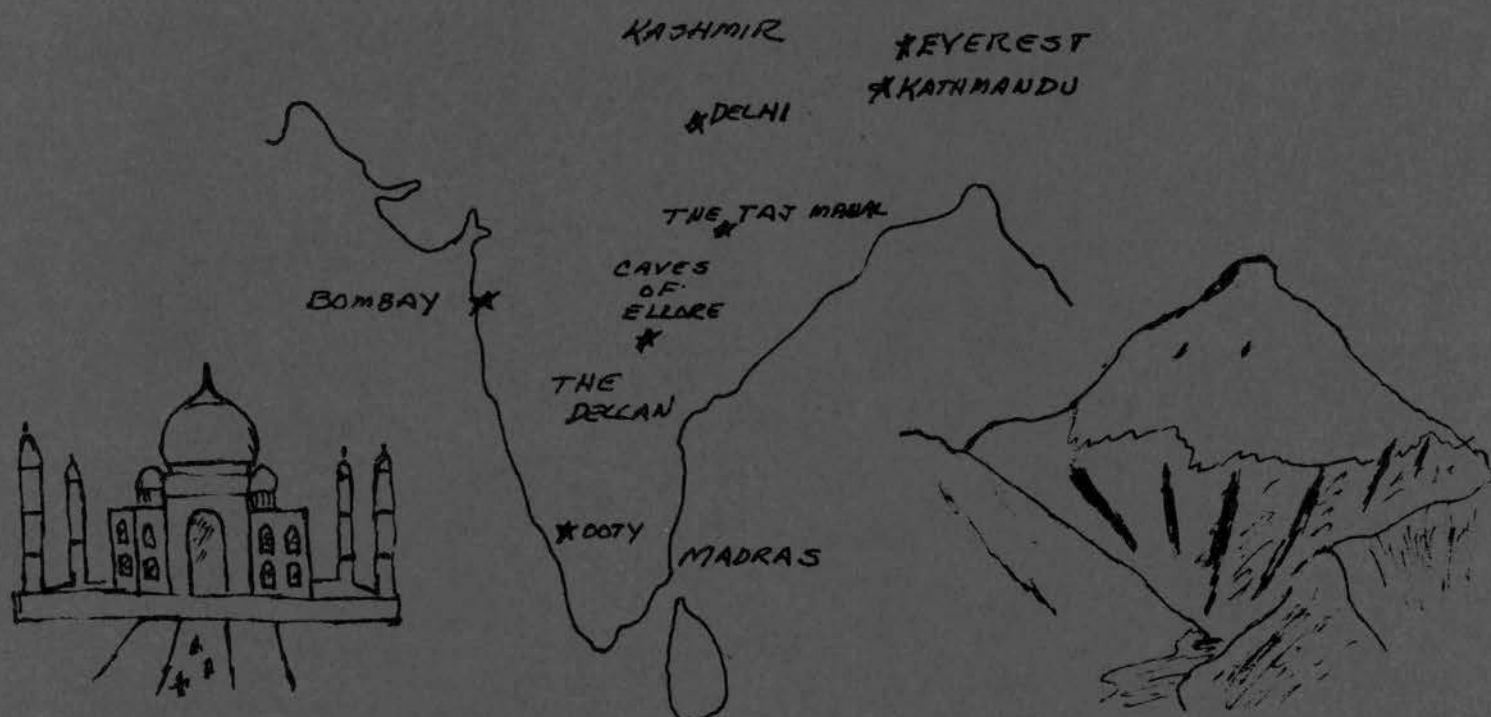 KASHMIR
*EVEREST
*KATHMANDU
*DELHI
THE TAJ MAHAL
CAVES
OF
ELLORE
BOMBAY
THE
DECCAN
*OOTY
MADRAS